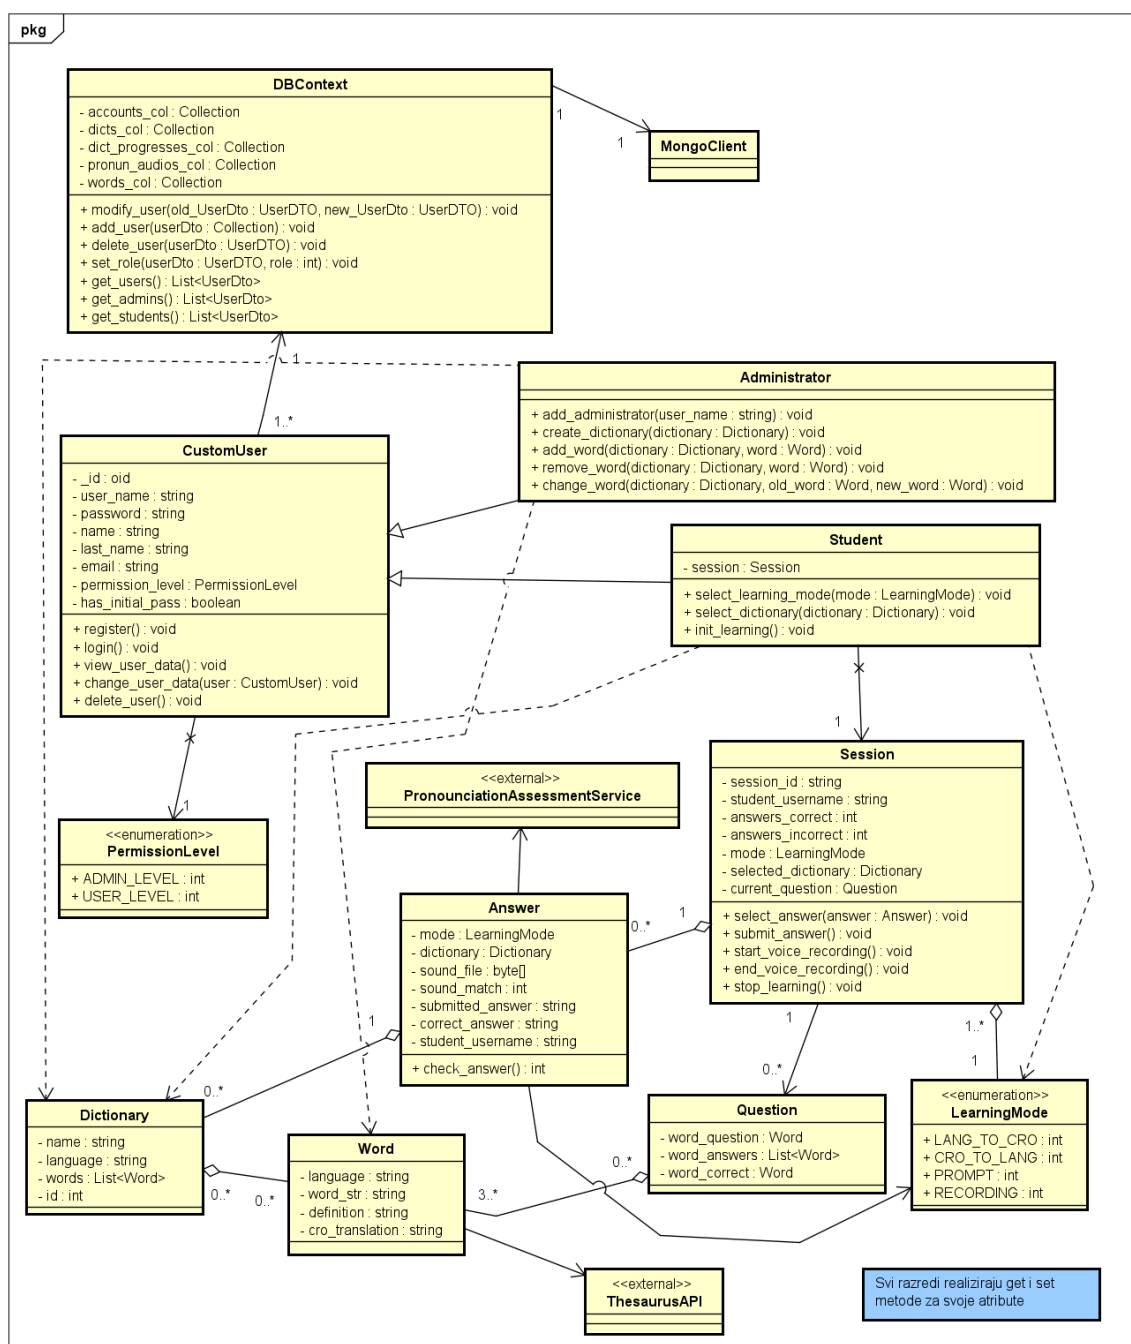 pkg
DBContext
- accounts_col : Collection
- dicts_col : Collection
- dict_progresses_col : Collection
- pronun_audios_col : Collection
- words_col : Collection
+ modify_user(old_UserDto : UserDTO, new_UserDto : UserDTO) : void
+ add_user(userDto : Collection) : void
+ delete_user(userDto : UserDTO) : void
+ set_role(userDto : UserDTO, role : int) : void
+ get_users() : List<UserDto>
+ get_admins() : List<UserDto>
+ get_students() : List<UserDto>
1
1
MongoClient
1
1..*
Administrator
+ add_administrator(user_name : string) : void
+ create_dictionary(dictionary : Dictionary) : void
+ add_word(dictionary : Dictionary, word : Word) : void
+ remove_word(dictionary : Dictionary, word : Word) : void
+ change_word(dictionary : Dictionary, old_word : Word, new_word : Word) : void
CustomUser
- _id : oid
- user_name : string
- password : string
- name : string
- last_name : string
- email : string
- permission_level : PermissionLevel
- has_initial_pass : boolean
+ register() : void
+ login() : void
+ view_user_data() : void
+ change_user_data(user : CustomUser) : void
+ delete_user() : void
Student
- session : Session
+ select_learning_mode(mode : LearningMode) : void
+ select_dictionary(dictionary : Dictionary) : void
+ init_learning() : void
1
1
<<enumeration>>
PermissionLevel
+ ADMIN_LEVEL : int
+ USER_LEVEL : int
<<external>>
PronounciationAssessmentService
Session
- session_id : string
- student_username : string
- answers_correct : int
- answers_incorrect : int
- mode : LearningMode
- selected_dictionary : Dictionary
- current_question : Question
+ select_answer(answer : Answer) : void
+ submit_answer() : void
+ start_voice_recording() : void
+ end_voice_recording() : void
+ stop_learning() : void
Answer
- mode : LearningMode
- dictionary : Dictionary
- sound_file : byte[]
- sound_match : int
- submitted_answer : string
- correct_answer : string
- student_username : string
+ check_answer() : int
0..*
1
1
0..*
1
0..*
1..*
1
Dictionary
- name : string
- language : string
- words : List<Word>
- id : int
0..*
0..*
Word
- language : string
- word_str : string
- definition : string
- cro_translation : string
3..*
0..*
Question
- word_question : Word
- word_answers : List<Word>
- word_correct : Word
<<enumeration>>
LearningMode
+ LANG_TO_CRO : int
+ CRO_TO_LANG : int
+ PROMPT : int
+ RECORDING : int
<<external>>
ThesaurusAPI
Svi razredi realiziraju get i set
metode za svoje atribute